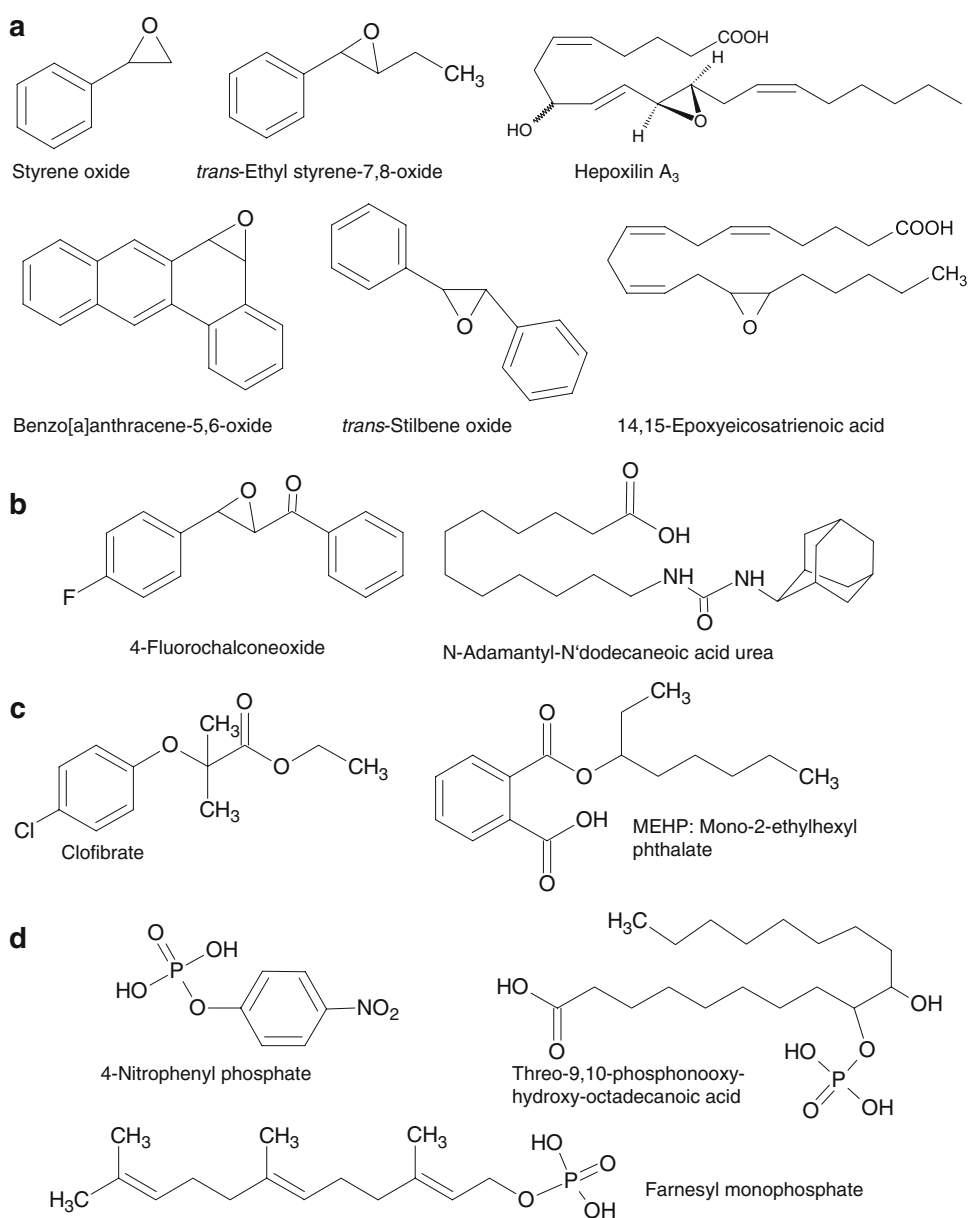 a
O
O
CH₃
COOH
H
HO
H
O
Styrene oxide
trans-Ethyl styrene-7,8-oxide
Hepoxilin A₃
O
O
COOH
CH₃
O
Benzo[a]anthracene-5,6-oxide
trans-Stilbene oxide
14,15-Epoxyeicosatrienoic acid
b
O
O
F
O
OH
NH
NH
O
4-Fluorochalconeoxide
N-Adamantyl-N‘dodecaneoic acid urea
c
O
O
CH₃
O
CH₃
CH₃
Cl
Clofibrate
CH₃
O
O
CH₃
OH
O
MEHP: Mono-2-ethylhexyl
phthalate
d
O
OH
P
HO
O
NO₂
4-Nitrophenyl phosphate
H₃C
HO
O
OH
O
HO
P
O
OH
Threo-9,10-phosphonooxy-
hydroxy-octadecanoic acid
CH₃
CH₃
CH₃
H₃C
HO
O
P
O
OH
Farnesyl monophosphate